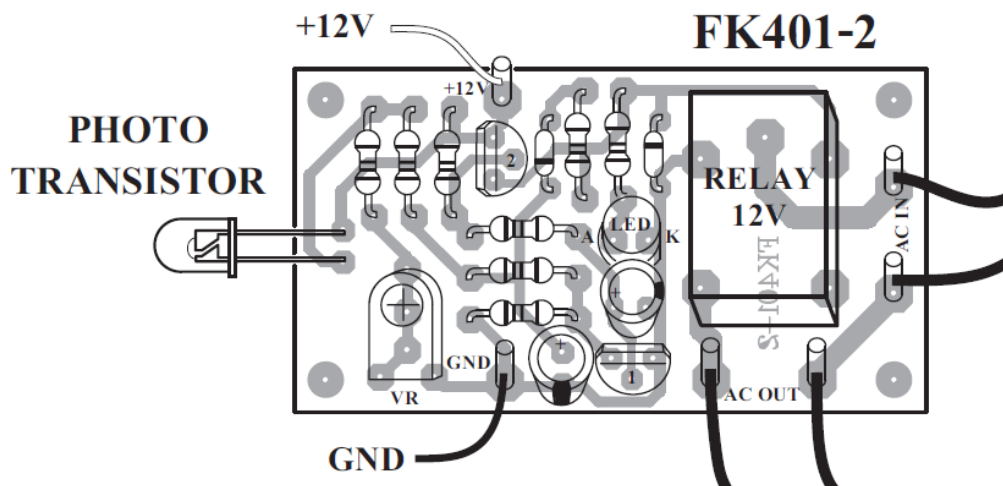 +12V
FK401-2
+12V
PHOTO
TRANSISTOR
2
RELAY
12V
LED
A
K
AC IN
FK401-2
+
+
GND
1
VR
AC OUT
GND